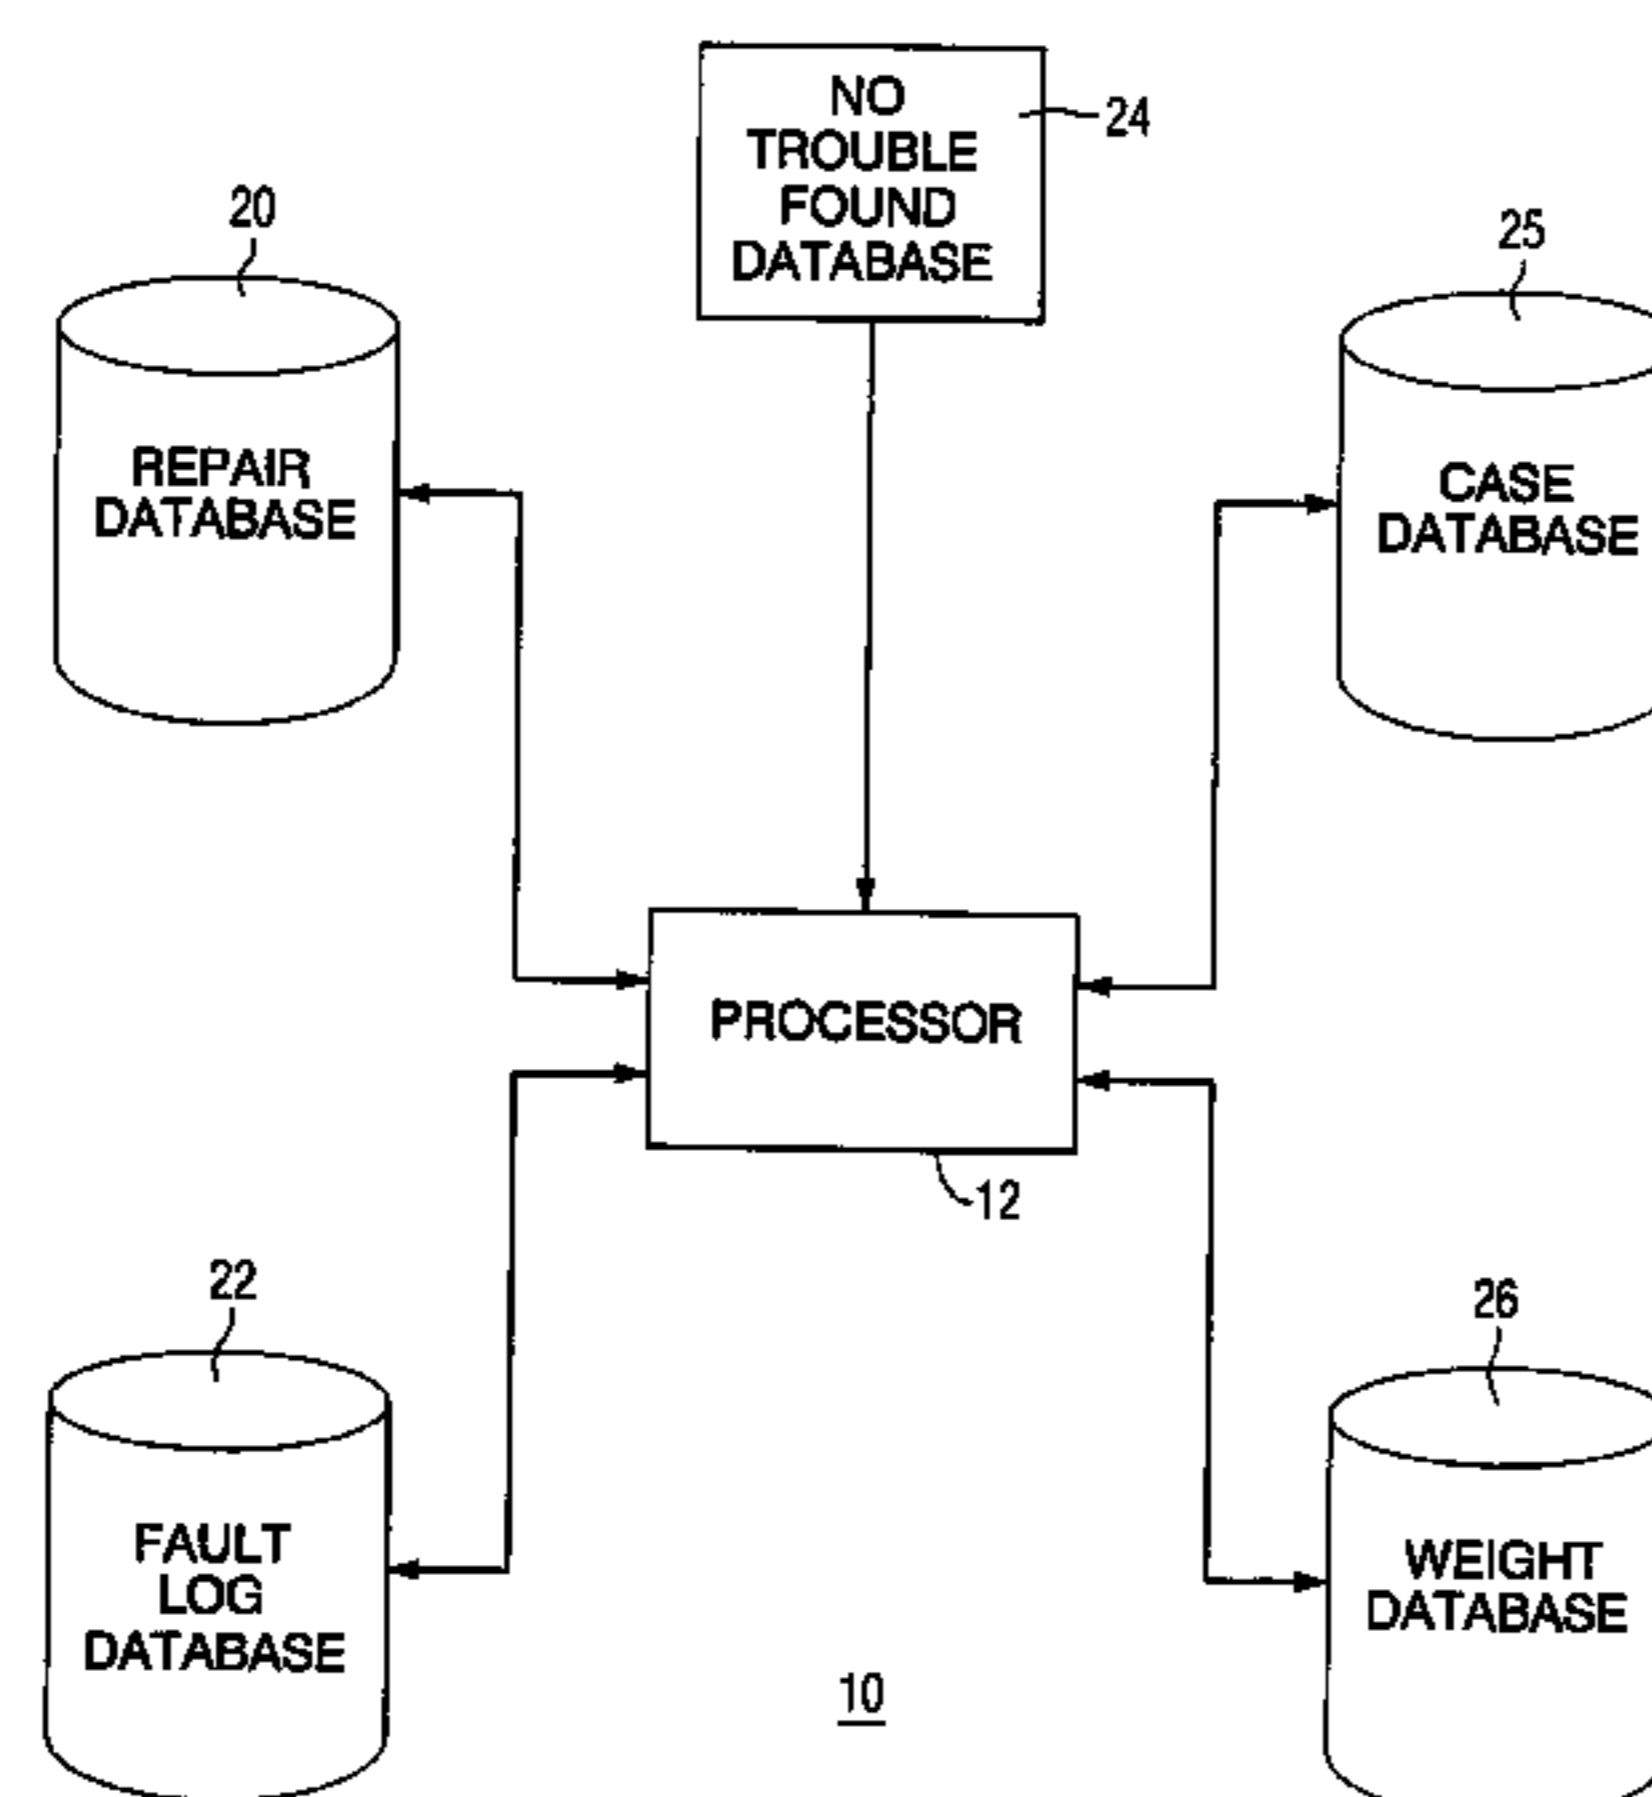 NO
TROUBLE
FOUND
DATABASE
24
20
25
REPAIR
DATABASE
CASE
DATABASE
PROCESSOR
12
22
26
FAULT
LOG
DATABASE
WEIGHT
DATABASE
10